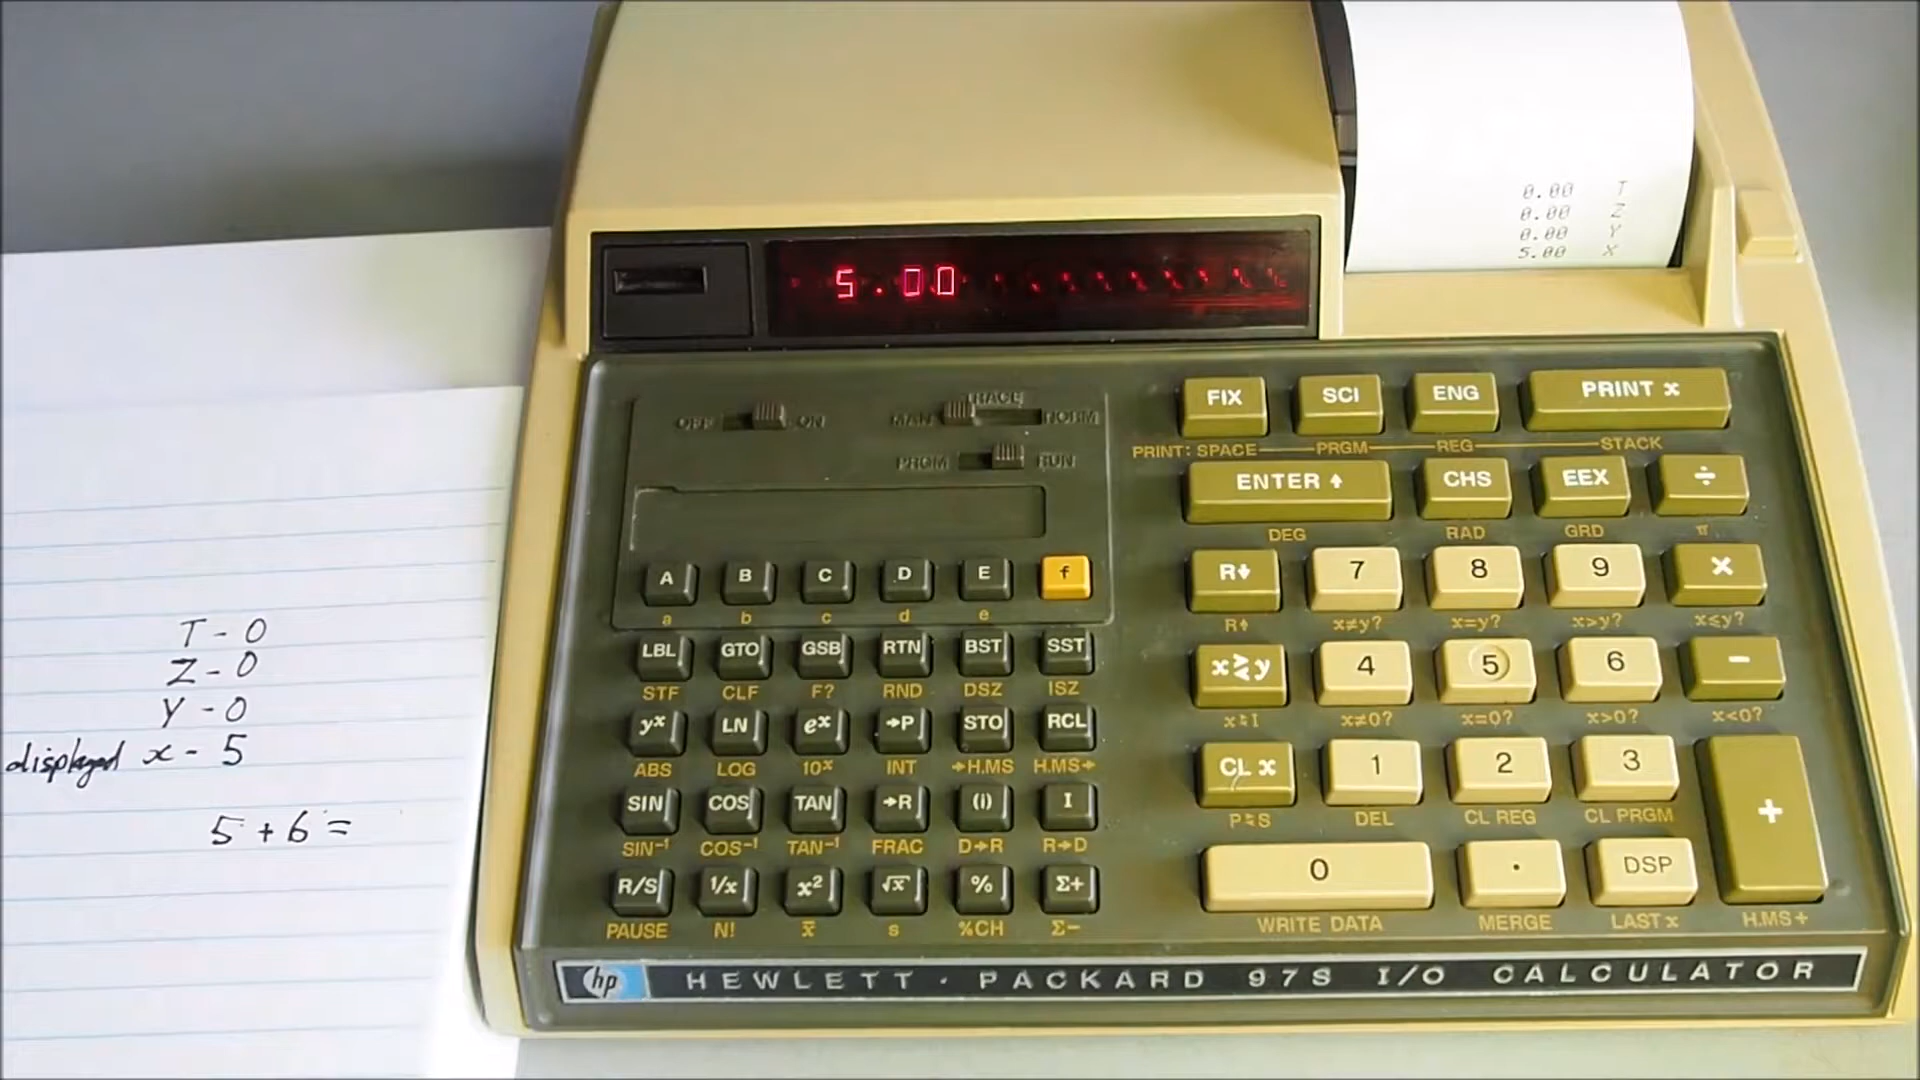 0.00 T
0.00 Z
0.00 Y
5.00 X
5.00
T - 0
Z - 0
Y - 0
displayed x - 5
5 + 6 =
OFF ON
MAN TRACE NORM
PRGM RUN
FIX SCI ENG PRINT x
PRINT: SPACE PRGM REG STACK
ENTER ↑ CHS EEX ÷
DEG RAD GRD π
A B C D E f
a b c d e
R↓ 7 8 9 ×
R↑ x≠y? x=y? x>y? x≤y?
LBL GTO GSB RTN BST SST
STF CLF F? RND DSZ ISZ
x≷y 4 5 6 −
x⇄I x≠0? x=0? x>0? x<0?
yˣ LN eˣ →P STO RCL
ABS LOG 10ˣ INT →H.MS H.MS→
CL x 1 2 3 +
P⇄S DEL CL REG CL PRGM
SIN COS TAN →R (i) I
SIN⁻¹ COS⁻¹ TAN⁻¹ FRAC D→R R→D
R/S 1/x x² √x % Σ+
PAUSE N! x̅ s %CH Σ−
0 . DSP
WRITE DATA MERGE LAST x H.MS+
hp HEWLETT · PACKARD 97S I/O CALCULATOR